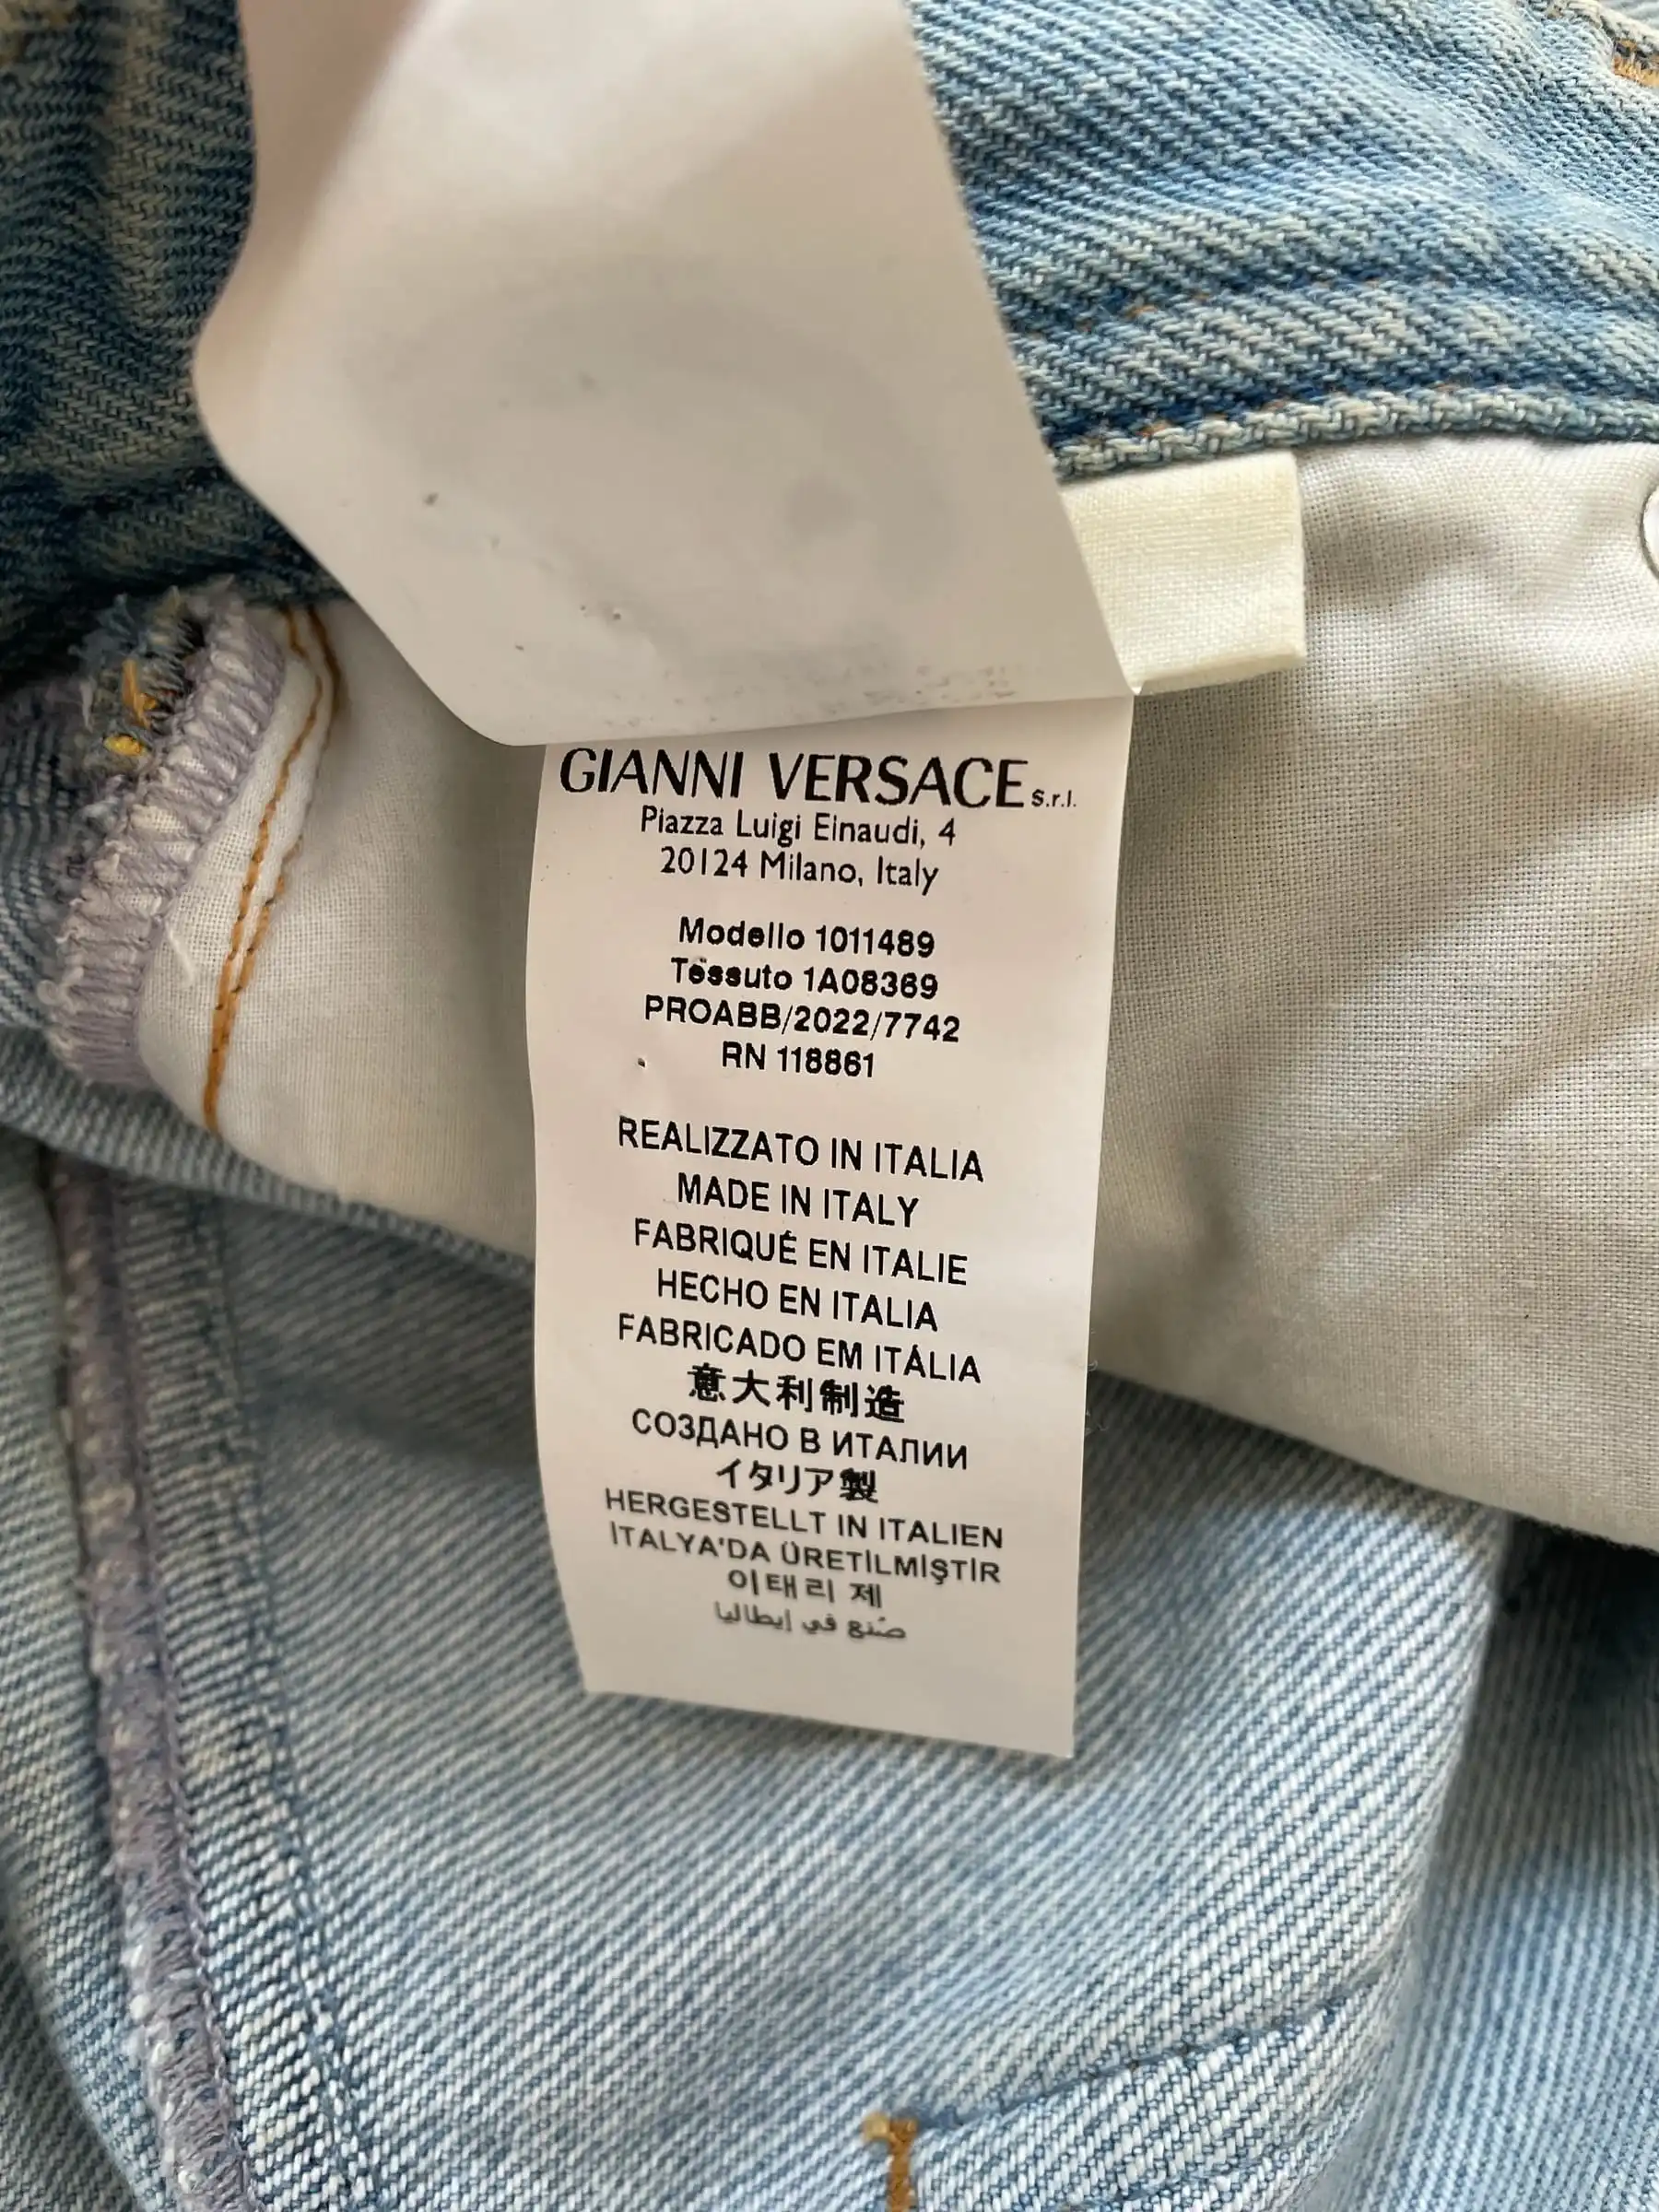 GIANNI VERSACE S.r.l.
Piazza Luigi Einaudi, 4
20124 Milano, Italy
Modello 1011489
Tessuto 1A08369
PROABB/2022/7742
RN 118861
REALIZZATO IN ITALIA
MADE IN ITALY
FABRIQUÉ EN ITALIE
HECHO EN ITALIA
FABRICADO EM ITÁLIA
意大利制造
СОЗДАНО В ИТАЛИИ
イタリア製
HERGESTELLT IN ITALIEN
İTALYA'DA ÜRETİLMİŞTİR
이태리 제
صُنع في إيطاليا